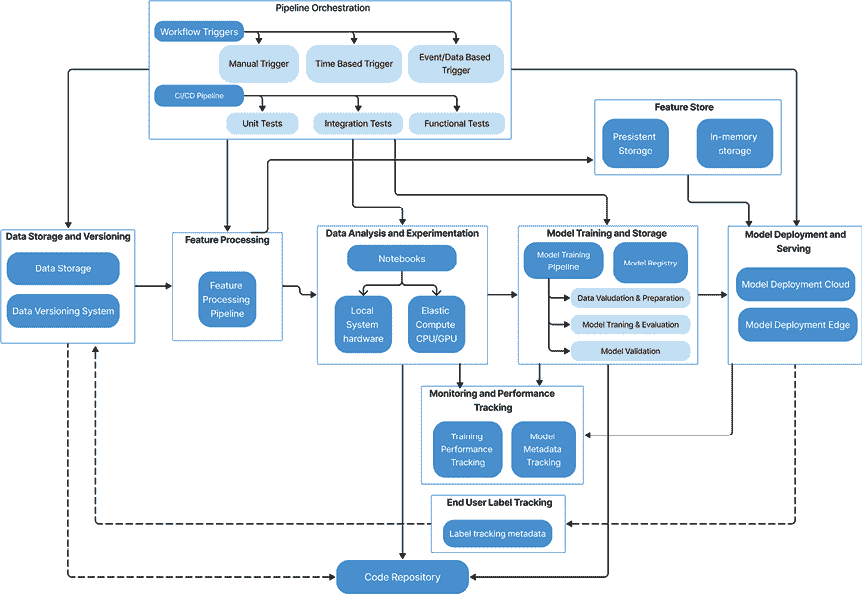 Pipeline Orchestration
Workflow Triggers
Manual Trigger
Time Based Trigger
Event/Data Based
Trigger
CI/CD Pipeline
Unit Tests
Integration Tests
Functional Tests
Feature Store
Presistent
Storage
In-memory
storage
Data Storage and Versioning
Data Storage
Data Versioning System
Feature Processing
Feature
Processing
Pipeline
Data Analysis and Experimentation
Notebooks
Local
System
hardware
Elastic
Compute
CPU/GPU
Model Training and Storage
Model Training
Pipeline
Model Registry
Data Valudation & Preparation
Model Traning & Evaluation
Model Validation
Model Deployment and
Serving
Model Deployment Cloud
Model Deployment Edge
Monitoring and Performance
Tracking
Training
Performance
Tracking
Model
Metadata
Tracking
End User Label Tracking
Label tracking metadata
Code Repository